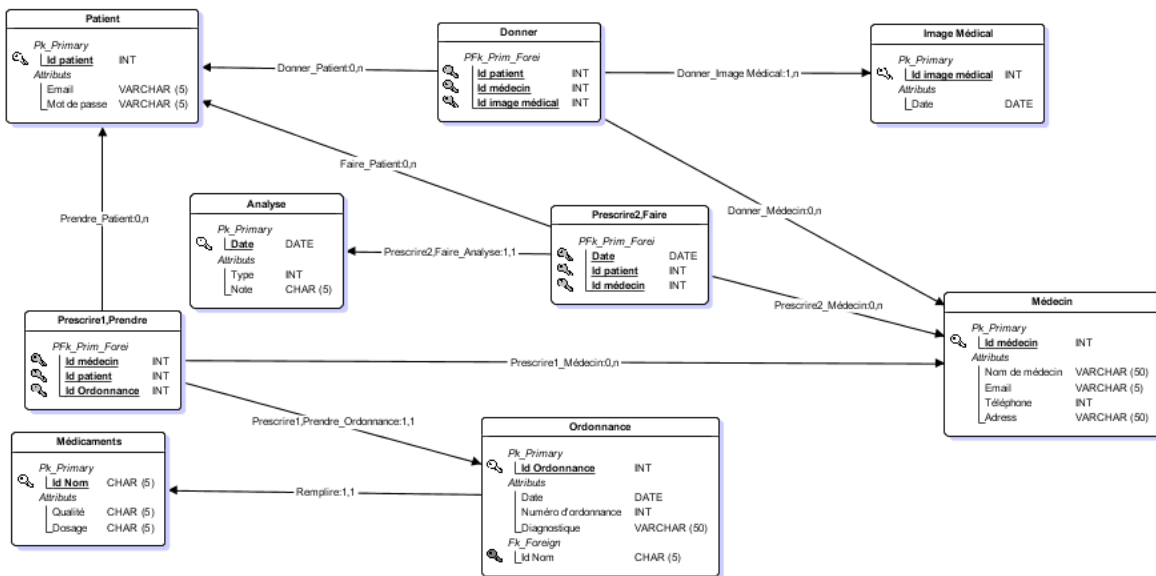 Patient
Pk_Primary
Id patient INT
Attributs
Email VARCHAR (5)
Mot de passe VARCHAR (5)
Donner_Patient:0,n
Donner
PFk_Prim_Forei
Id patient INT
Id médecin INT
Id image médical INT
Donner_Image Médical:1,n
Image Médical
Pk_Primary
Id image médical INT
Attributs
Date DATE
Faire_Patient:0,n
Prendre_Patient:0,n
Donner_Médecin:0,n
Analyse
Pk_Primary
Date DATE
Attributs
Type INT
Note CHAR (5)
Prescrire2,Faire_Analyse:1,1
Prescrire2,Faire
PFk_Prim_Forei
Date DATE
Id patient INT
Id médecin INT
Prescrire2_Médecin:0,n
Médecin
Pk_Primary
Id médecin INT
Attributs
Nom de médecin VARCHAR (50)
Email VARCHAR (5)
Téléphone INT
Adress VARCHAR (50)
Prescrire1,Prendre
PFk_Prim_Forei
Id médecin INT
Id patient INT
Id Ordonnance INT
Prescrire1_Médecin:0,n
Prescrire1,Prendre_Ordonnance:1,1
Médicaments
Pk_Primary
Id Nom CHAR (5)
Attributs
Qualité CHAR (5)
Dosage CHAR (5)
Remplire:1,1
Ordonnance
Pk_Primary
Id Ordonnance INT
Attributs
Date DATE
Numéro d'ordonnance INT
Diagnostique VARCHAR (50)
Fk_Foreign
Id Nom CHAR (5)